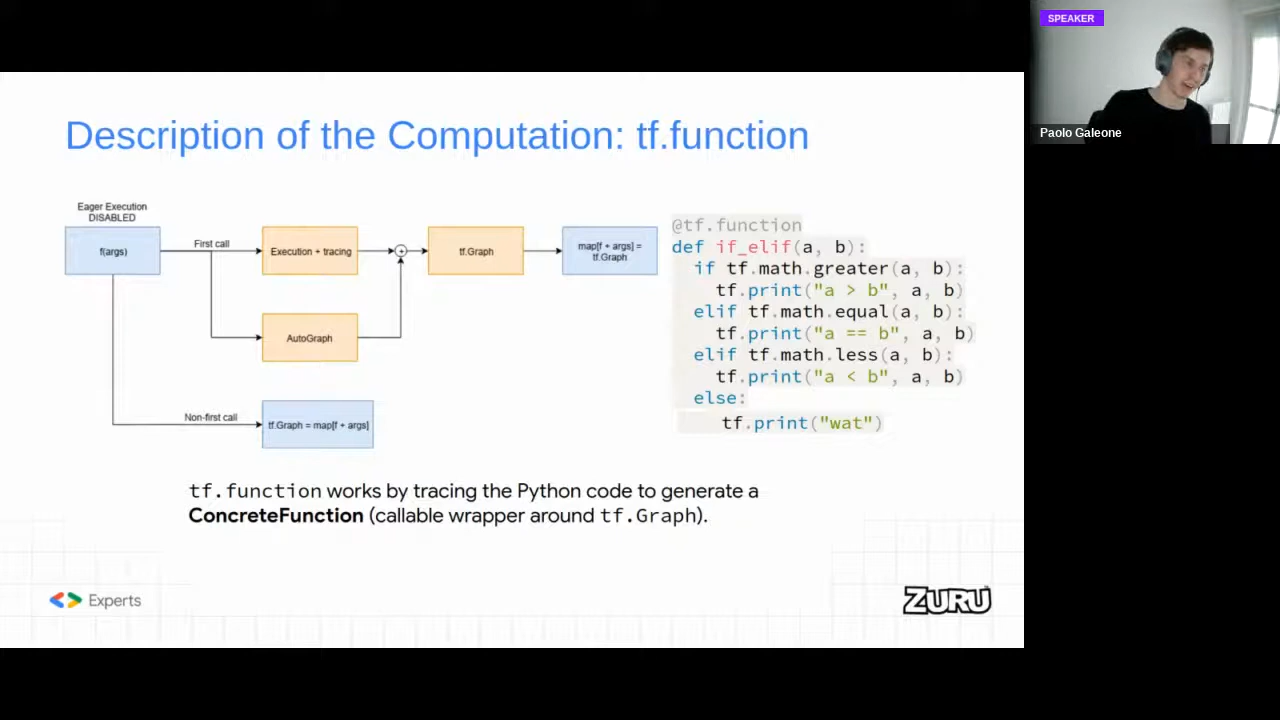 SPEAKER
Paolo Galeone
Description of the Computation: tf.function
Eager Execution
DISABLED
f(args)
First call
Execution + tracing
+
tf.Graph
map[f + args] =
tf.Graph
AutoGraph
Non-first call
tf.Graph = map[f + args]
@tf.function
def if_elif(a, b):
if tf.math.greater(a, b):
tf.print("a > b", a, b)
elif tf.math.equal(a, b):
tf.print("a == b", a, b)
elif tf.math.less(a, b):
tf.print("a < b", a, b)
else:
tf.print("wat")
tf.function works by tracing the Python code to generate a
ConcreteFunction (callable wrapper around tf.Graph).
Experts
ZURU